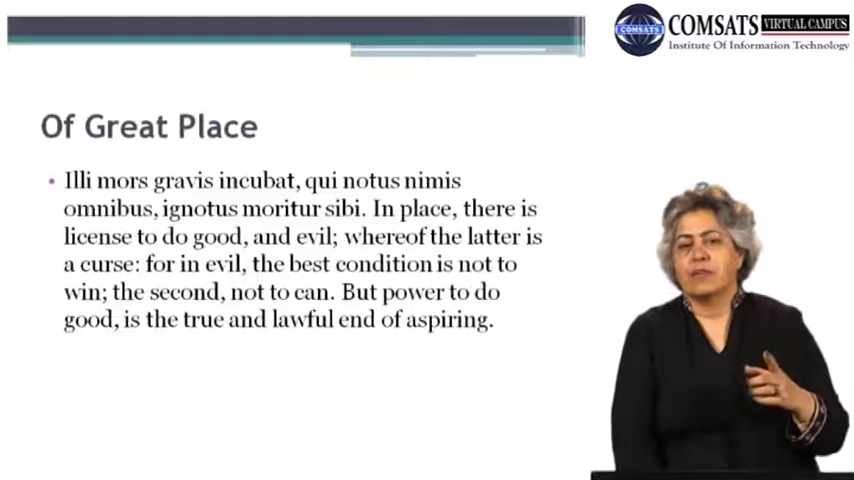 COMSATS VIRTUAL CAMPUS
COMSATS
Institute Of Information Technology
Of Great Place
• Illi mors gravis incubat, qui notus nimis
omnibus, ignotus moritur sibi. In place, there is
license to do good, and evil; whereof the latter is
a curse: for in evil, the best condition is not to
win; the second, not to can. But power to do
good, is the true and lawful end of aspiring.